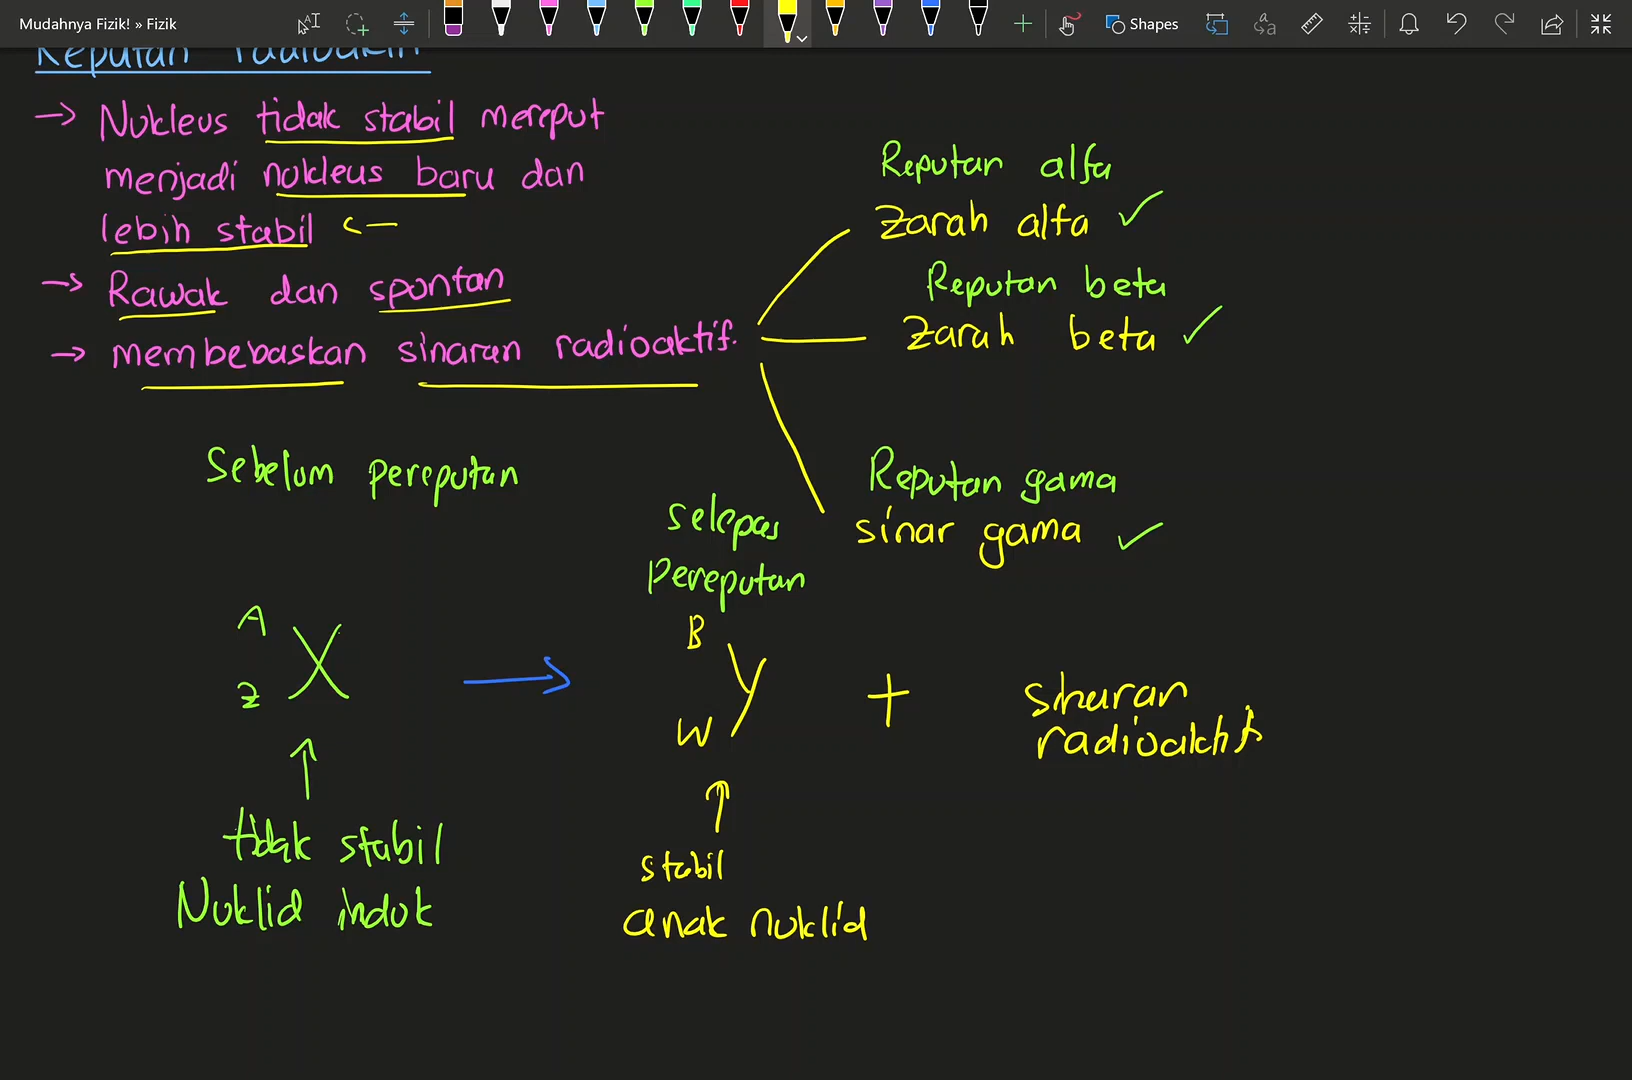 Mudahnya Fizik! » Fizik
Shapes
Reputan radioaktif
→ Nukleus tidak stabil mereput
menjadi nukleus baru dan
lebih stabil
→ Rawak dan spontan
→ membebaskan sinaran radioaktif.
Reputan alfa
Zarah alfa ✓
Reputan beta
Zarah beta ✓
Reputan gama
sinar gama ✓
Sebelum pereputan
selepas
Pereputan
A
Z X
→
B
W Y
+
sinaran
radioaktif
↑
tidak stabil
Nuklid induk
↑
stabil
anak nuklid